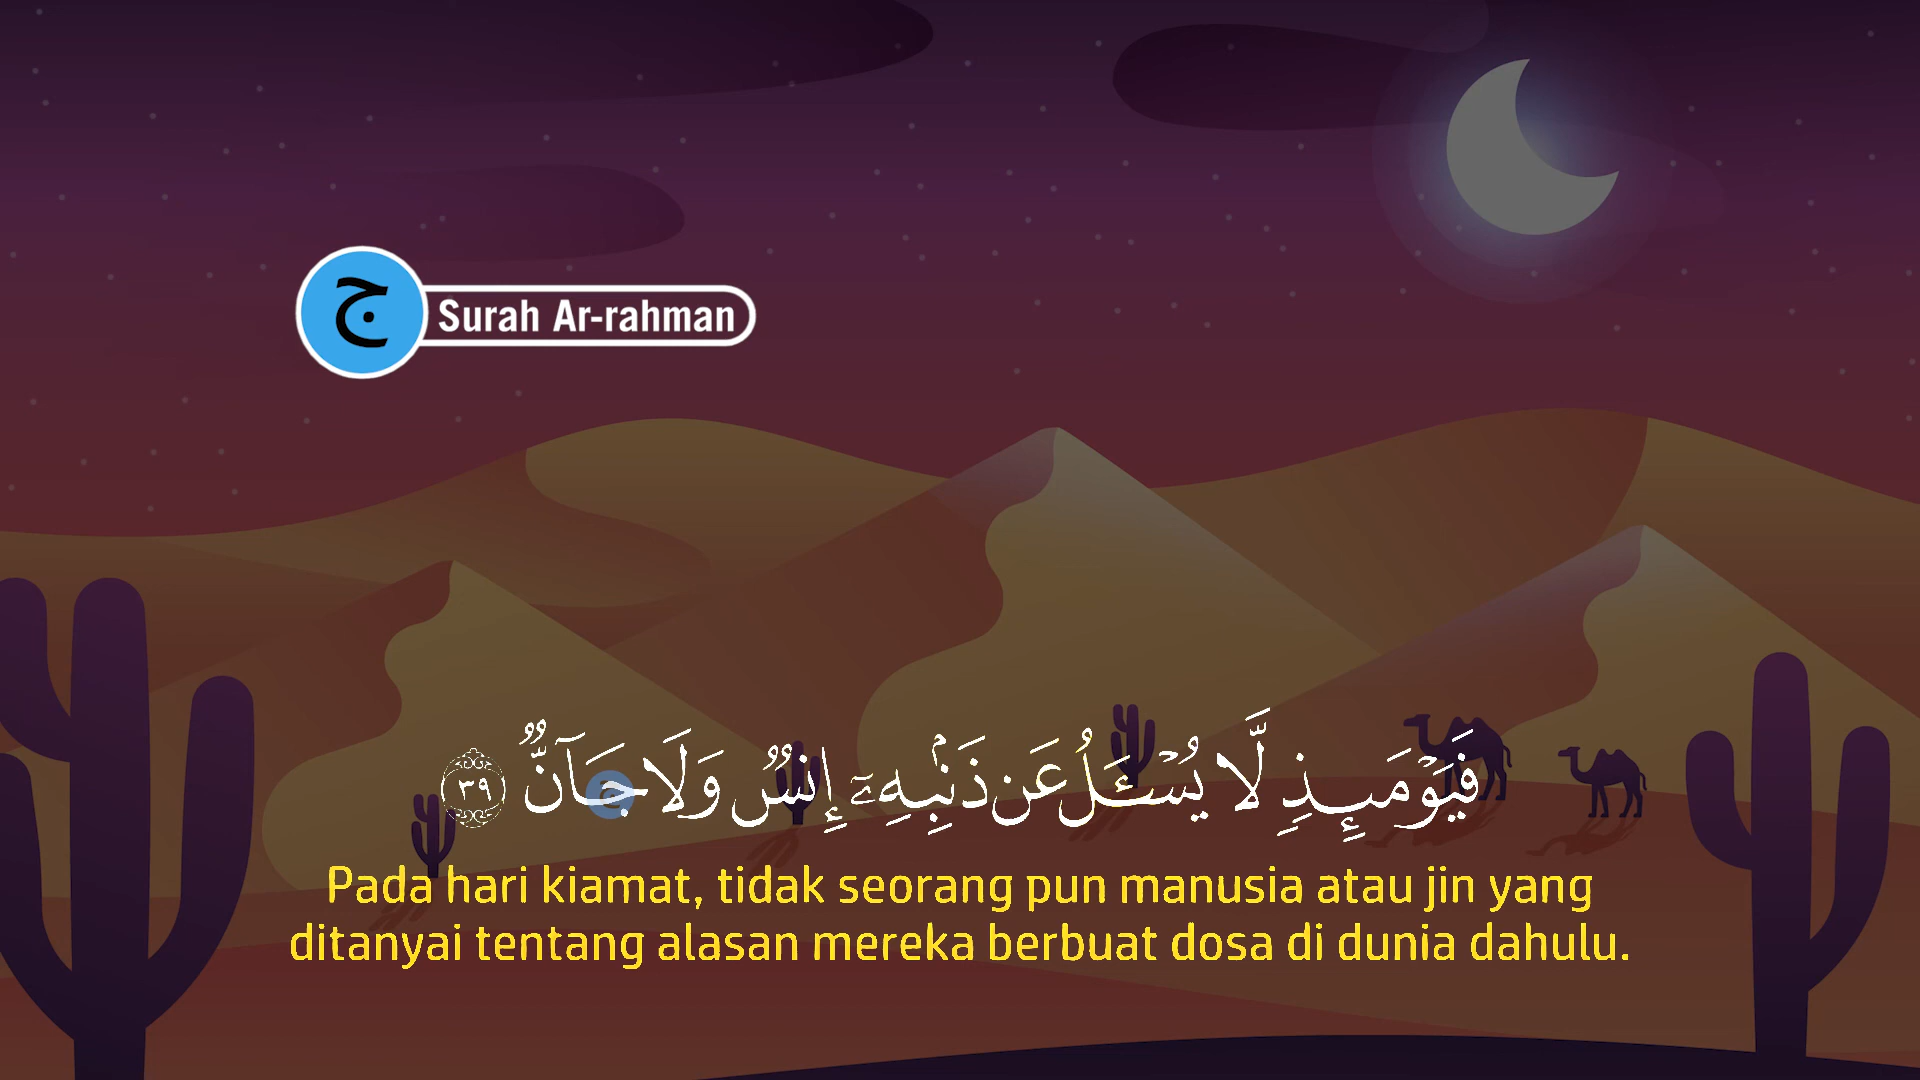 ج
Surah Ar-rahman
فَيَوْمَئِذٍ لَّا يُسْـَٔلُ عَن ذَنۢبِهِۦٓ إِنسٌ وَلَا جَآنٌّ ٣٩
Pada hari kiamat, tidak seorang pun manusia atau jin yang
ditanyai tentang alasan mereka berbuat dosa di dunia dahulu.